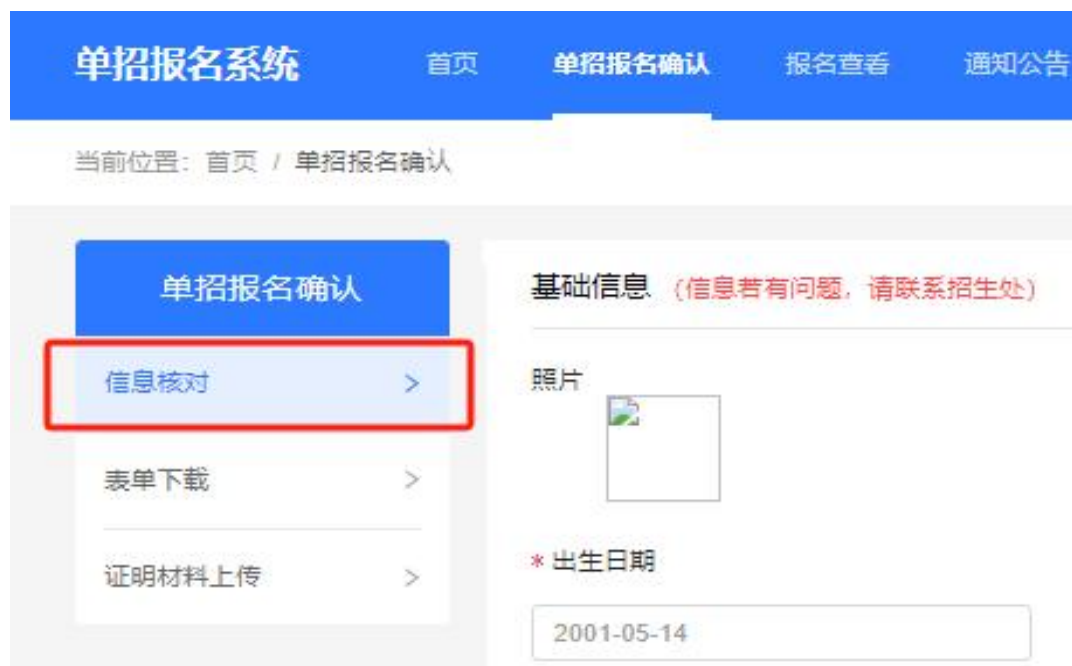 单招报名系统 首页 单招报名确认 报名查看 通知公告
当前位置：首页 / 单招报名确认
单招报名确认
信息核对 >
表单下载 >
证明材料上传 >
基础信息 (信息若有问题，请联系招生处)
照片
* 出生日期
2001-05-14